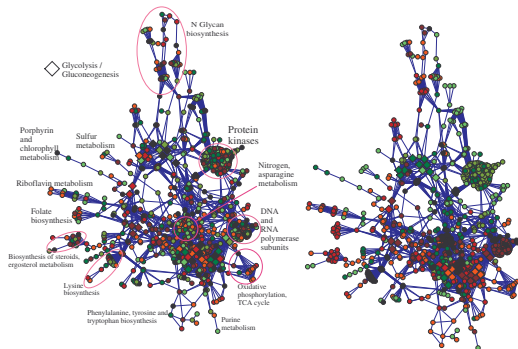 N Glycan
biosynthesis
Glycolysis /
Gluconeogenesis
Porphyrin
and
chlorophyll
metabolism
Sulfur
metabolism
Protein
kinases
Nitrogen,
asparagine
metabolism
Riboflavin metabolism
Folate
biosynthesis
DNA
and
RNA
polymerase
subunits
Biosynthesis of steroids,
ergosterol metabolism
Lysine
biosynthesis
Oxidative
phosphorylation,
TCA cycle
Phenylalanine, tyrosine and
tryptophan biosynthesis
Purine
metabolism